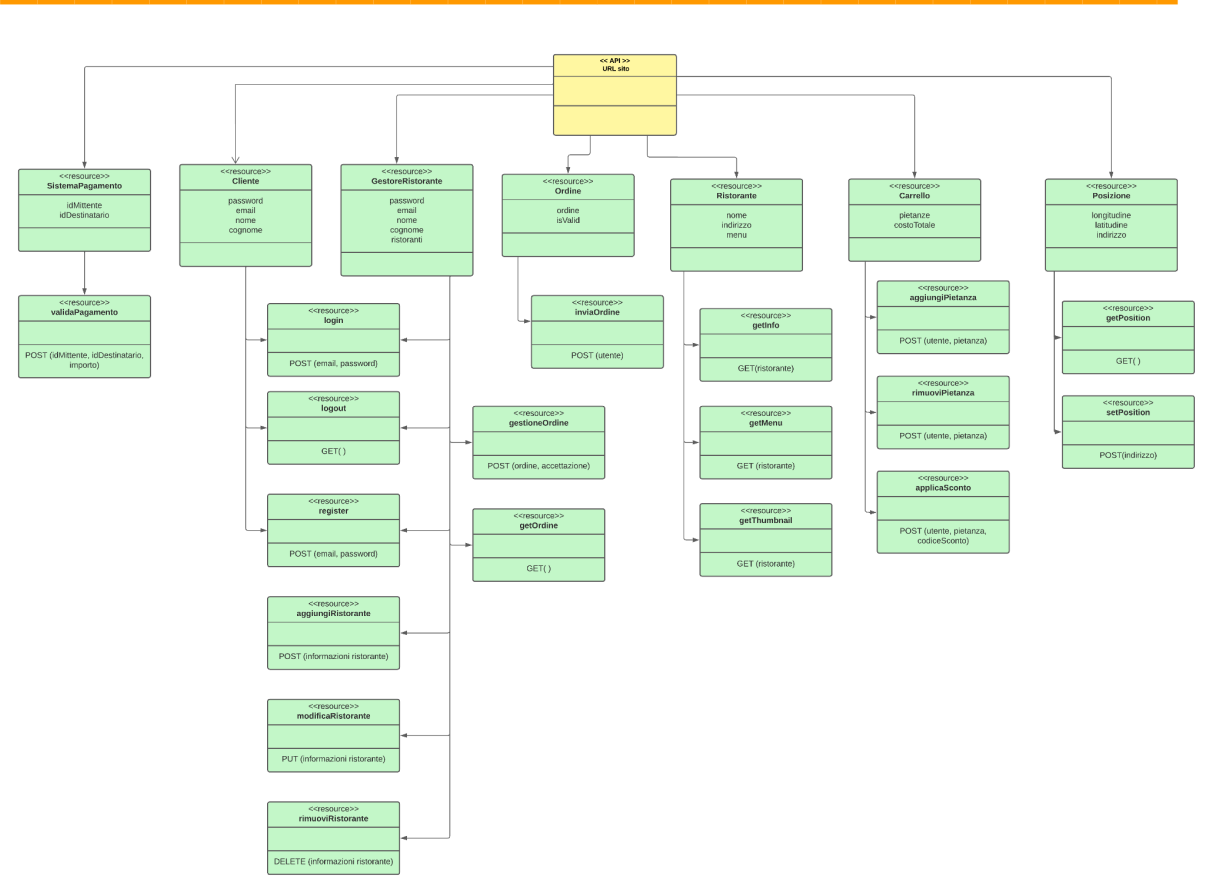 << API >>
URL sito
<<resource>>
SistemaPagamento
idMittente
idDestinatario
<<resource>>
validaPagamento
POST (idMittente, idDestinatario,
importo)
<<resource>>
Cliente
password
email
nome
cognome
<<resource>>
GestoreRistorante
password
email
nome
cognome
ristoranti
<<resource>>
login
POST (email, password)
<<resource>>
logout
GET( )
<<resource>>
register
POST (email, password)
<<resource>>
aggiungiRistorante
POST (informazioni ristorante)
<<resource>>
modificaRistorante
PUT (informazioni ristorante)
<<resource>>
rimuoviRistorante
DELETE (informazioni ristorante)
<<resource>>
gestioneOrdine
POST (ordine, accettazione)
<<resource>>
getOrdine
GET( )
<<resource>>
Ordine
ordine
isValid
<<resource>>
inviaOrdine
POST (utente)
<<resource>>
Ristorante
nome
indirizzo
menu
<<resource>>
getInfo
GET(ristorante)
<<resource>>
getMenu
GET (ristorante)
<<resource>>
getThumbnail
GET (ristorante)
<<resource>>
Carrello
pietanze
costoTotale
<<resource>>
aggiungiPietanza
POST (utente, pietanza)
<<resource>>
rimuoviPietanza
POST (utente, pietanza)
<<resource>>
applicaSconto
POST (utente, pietanza,
codiceSconto)
<<resource>>
Posizione
longitudine
latitudine
indirizzo
<<resource>>
getPosition
GET( )
<<resource>>
setPosition
POST(indirizzo)